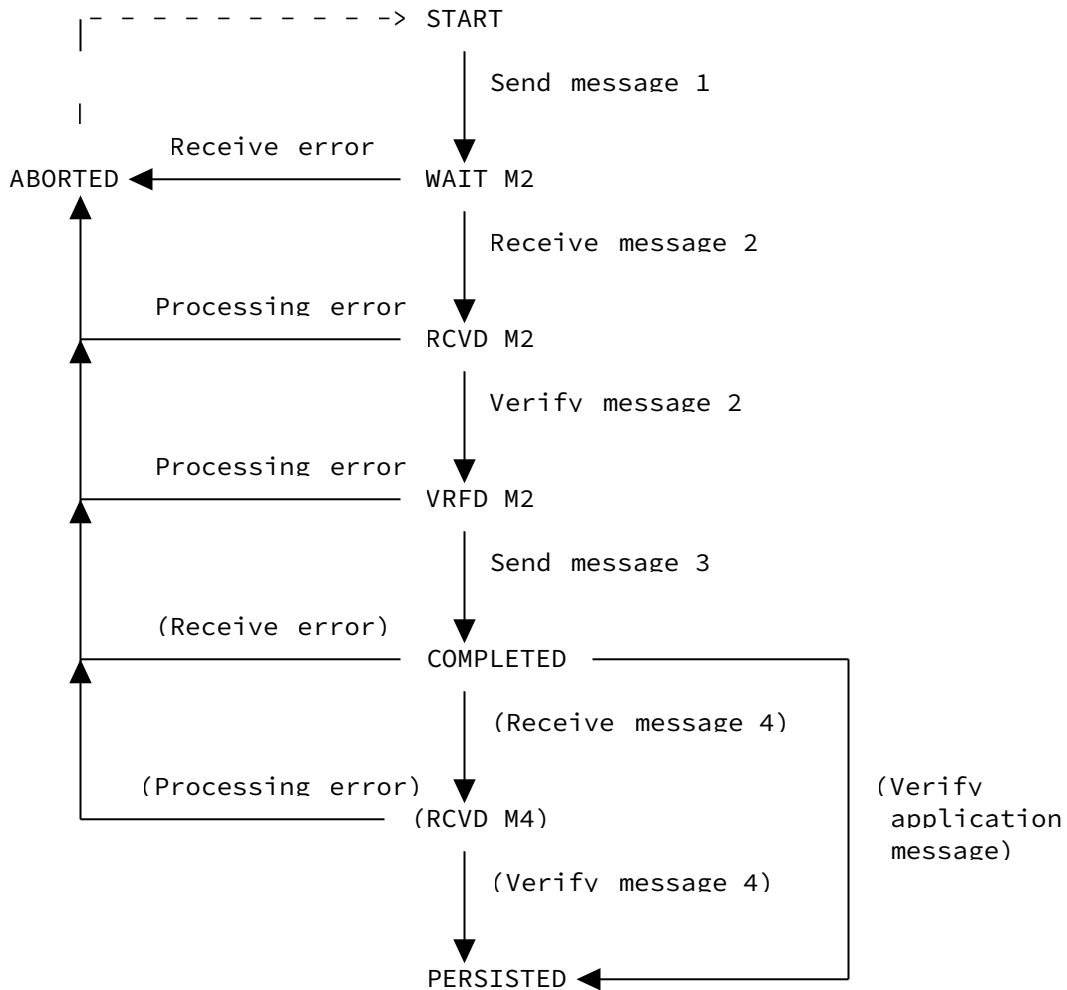 START
Send message 1
Receive error
ABORTED
WAIT M2
Receive message 2
Processing error
RCVD M2
Verify message 2
Processing error
VRFD M2
Send message 3
(Receive error)
COMPLETED
(Receive message 4)
(Processing error)
(Verify
(RCVD M4)
application
message)
(Verify message 4)
PERSISTED